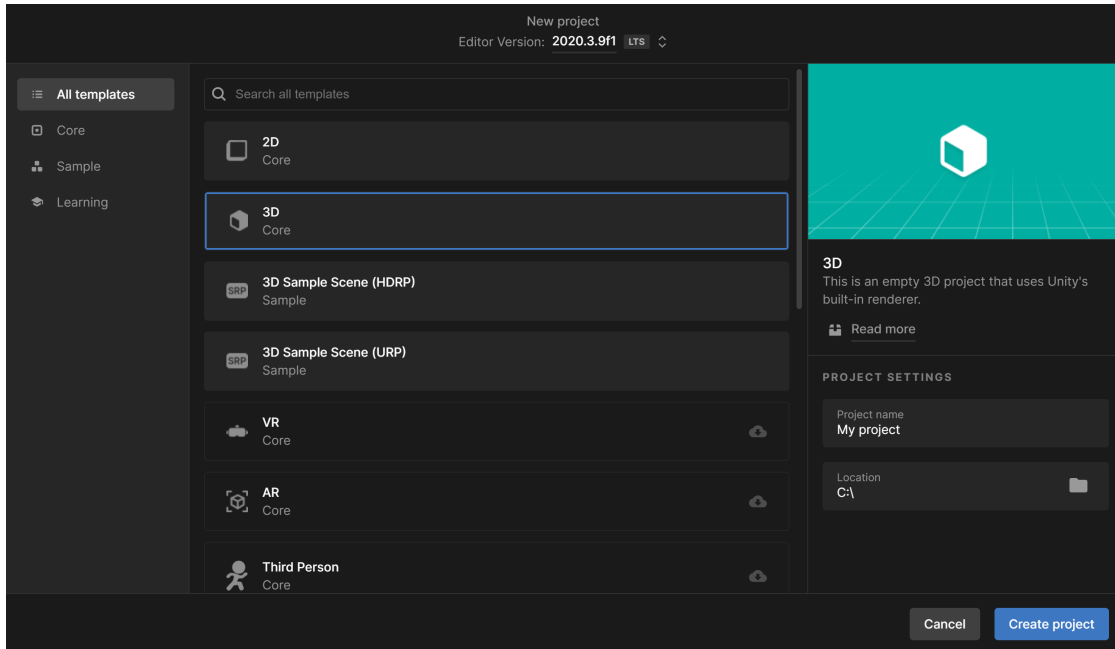 New project
Editor Version: 2020.3.9f1 LTS
All templates
Core
Sample
Learning
Search all templates
2D
Core
3D
Core
SRP
3D Sample Scene (HDRP)
Sample
SRP
3D Sample Scene (URP)
Sample
VR
Core
AR
Core
Third Person
Core
3D
This is an empty 3D project that uses Unity's
built-in renderer.
Read more
PROJECT SETTINGS
Project name
My project
Location
C:\
Cancel
Create project